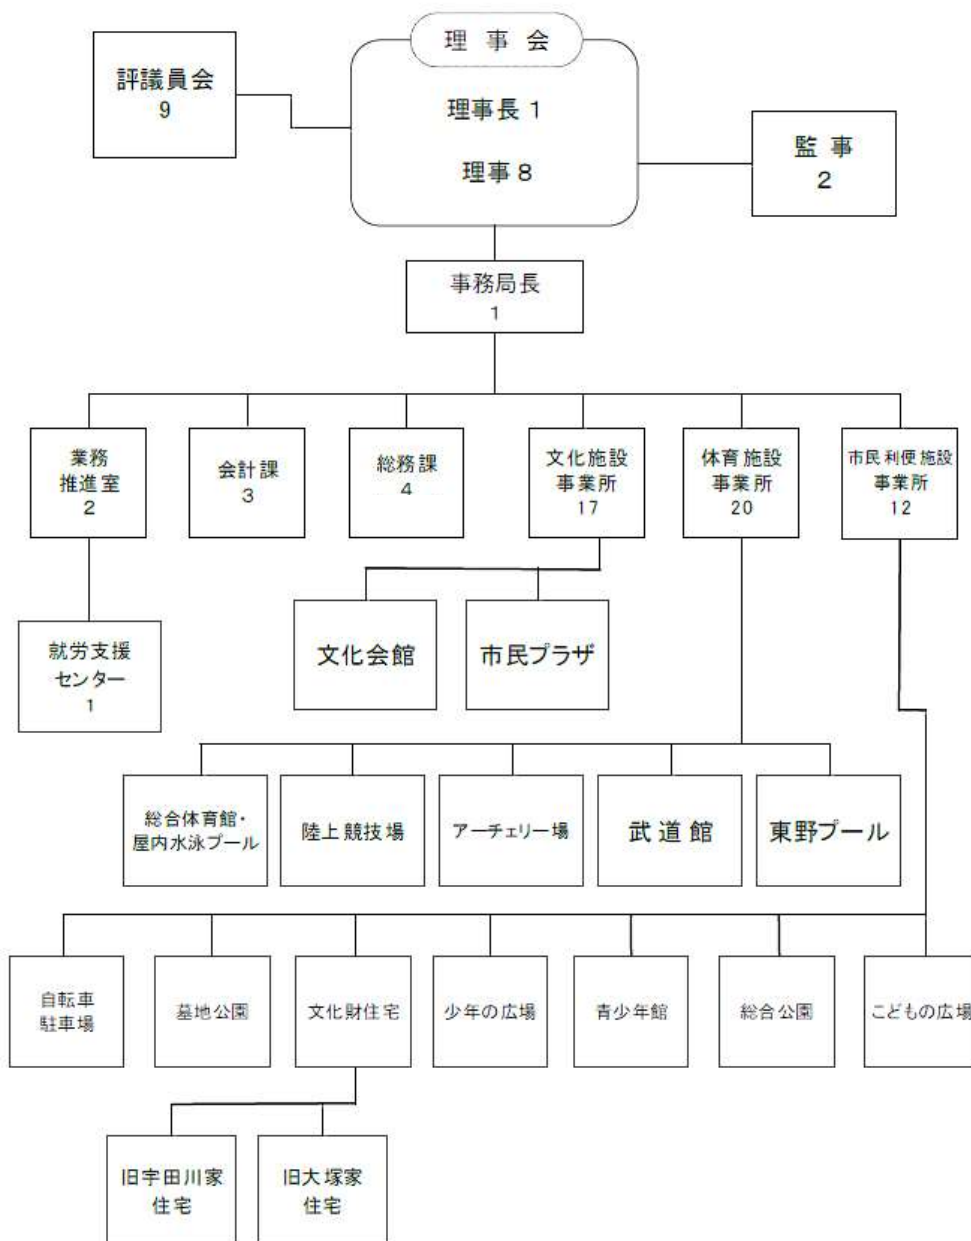 理事会
評議員会
9
理事長 1
理事 8
監事
2
事務局長
1
業務
推進室
2
会計課
3
総務課
4
文化施設
事業所
17
体育施設
事業所
20
市民利便施設
事業所
12
就労支援
センター
1
文化会館
市民プラザ
総合体育館・
屋内水泳プール
陸上競技場
アーチェリー場
武道館
東野プール
自転車
駐車場
墓地公園
文化財住宅
少年の広場
青少年館
総合公園
こどもの広場
旧宇田川家
住宅
旧大塚家
住宅